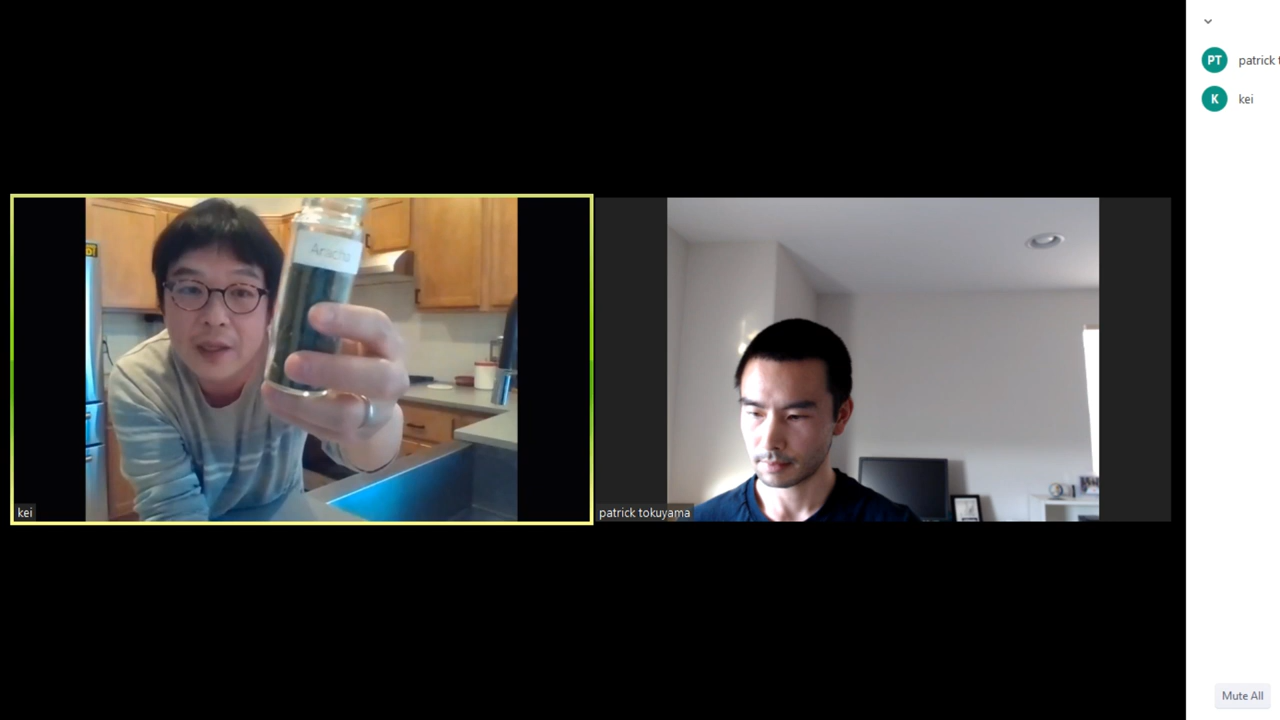 Aracha
kei
patrick tokuyama
PT
patrick t
K
kei
Mute All